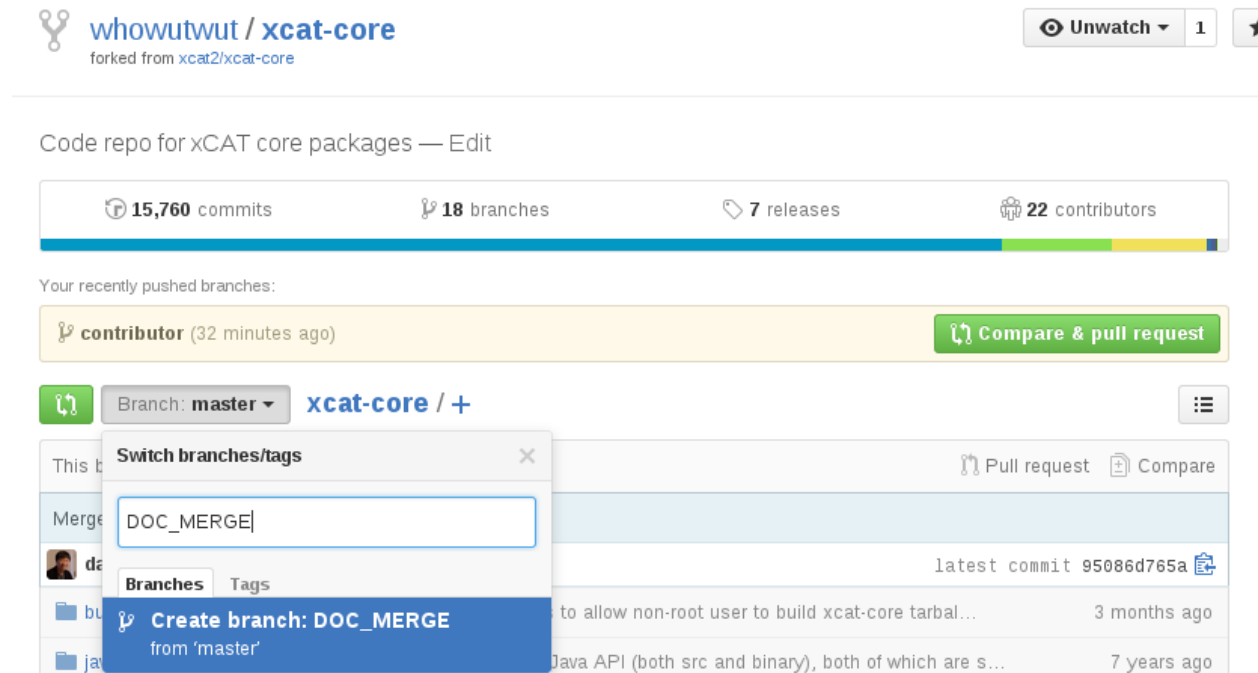 whowutwut / xcat-core
Unwatch 1
forked from xcat2/xcat-core
Code repo for xCAT core packages — Edit
15,760 commits 18 branches 7 releases 22 contributors
Your recently pushed branches:
contributor (32 minutes ago) Compare & pull request
Branch: master xcat-core / +
Switch branches/tags
This Pull request Compare
DOC_MERGE
Merge
latest commit 95086d765a
Branches Tags
Create branch: DOC_MERGE
from ‘master’
to allow non-root user to build xcat-core tarbal... 3 months ago
Java API (both src and binary), both of which are s... 7 years ago